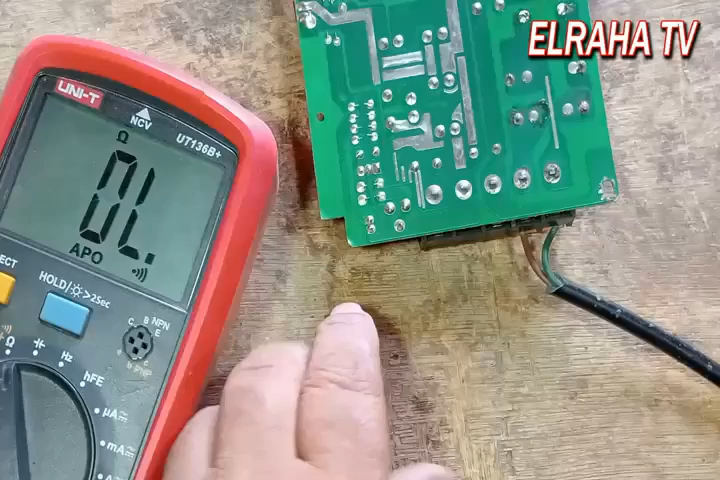 ELRAHA TV
UNI-T
NCV
UT136B+
Ω
0L.
APO
ECT
HOLD/ >2Sec
C B NPN
E
Ω
Hz
hFE
µA
mA
A